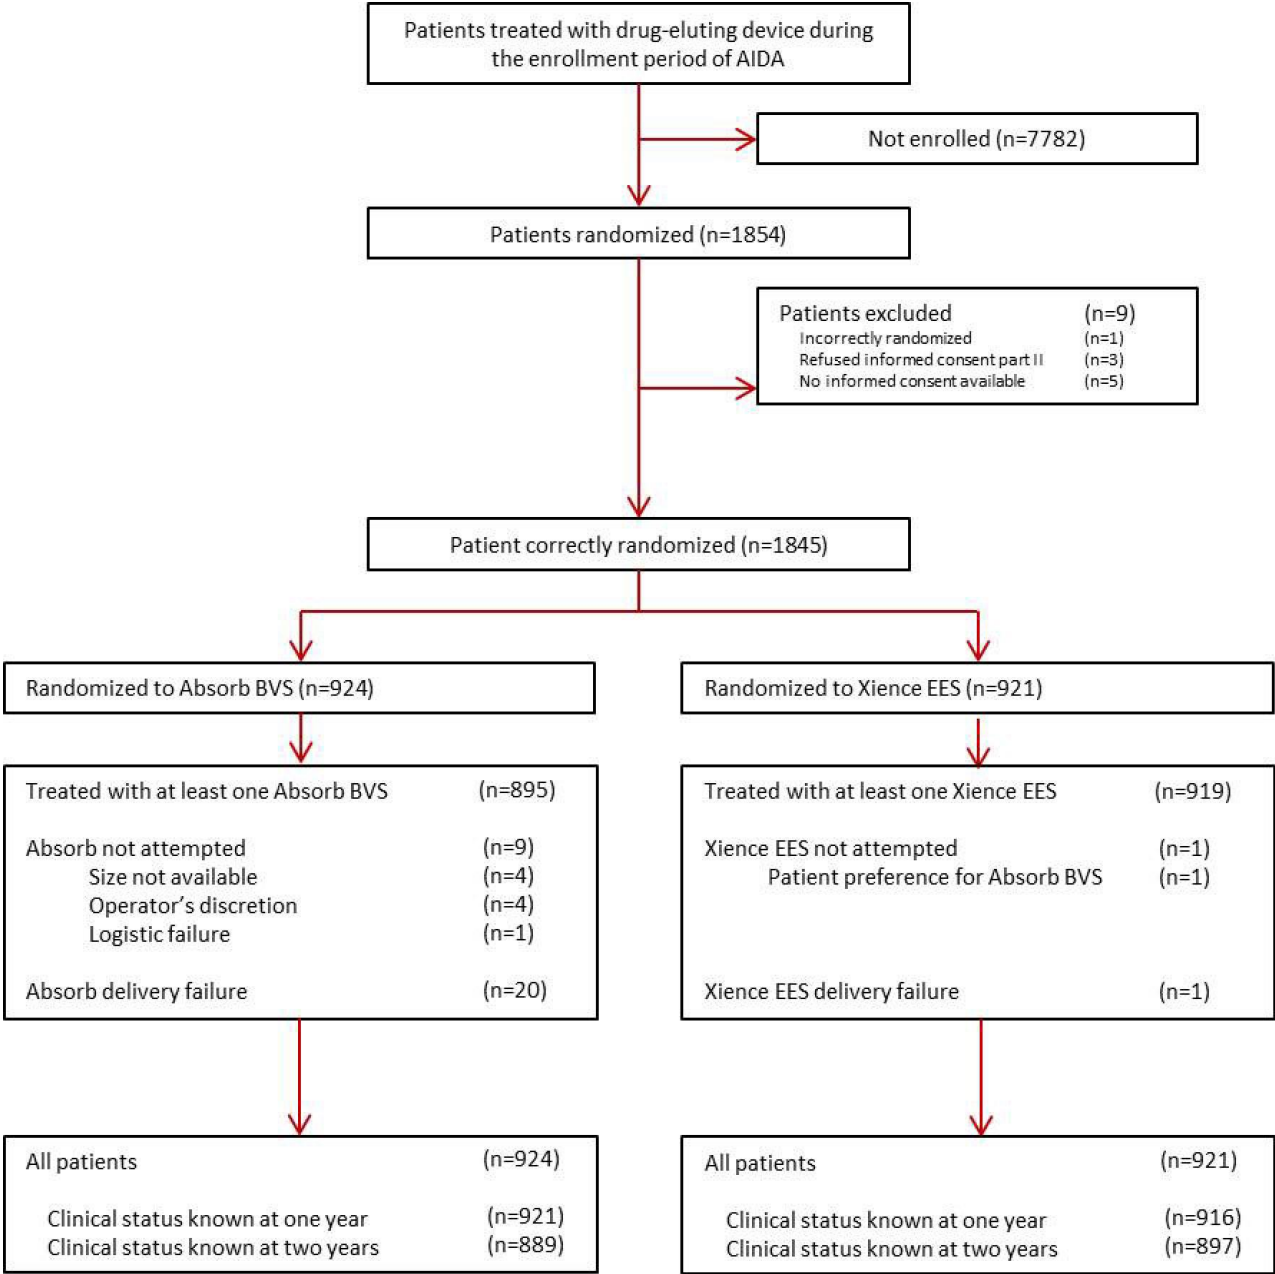 Patients treated with drug-eluting device during
the enrollment period of AIDA
Not enrolled (n=7782)
Patients randomized (n=1854)
Patients excluded (n=9)
Incorrectly randomized (n=1)
Refused informed consent part II (n=3)
No informed consent available (n=5)
Patient correctly randomized (n=1845)
Randomized to Absorb BVS (n=924)
Randomized to Xience EES (n=921)
Treated with at least one Absorb BVS (n=895)
Absorb not attempted (n=9)
Size not available (n=4)
Operator’s discretion (n=4)
Logistic failure (n=1)
Absorb delivery failure (n=20)
Treated with at least one Xience EES (n=919)
Xience EES not attempted (n=1)
Patient preference for Absorb BVS (n=1)
Xience EES delivery failure (n=1)
All patients (n=924)
Clinical status known at one year (n=921)
Clinical status known at two years (n=889)
All patients (n=921)
Clinical status known at one year (n=916)
Clinical status known at two years (n=897)